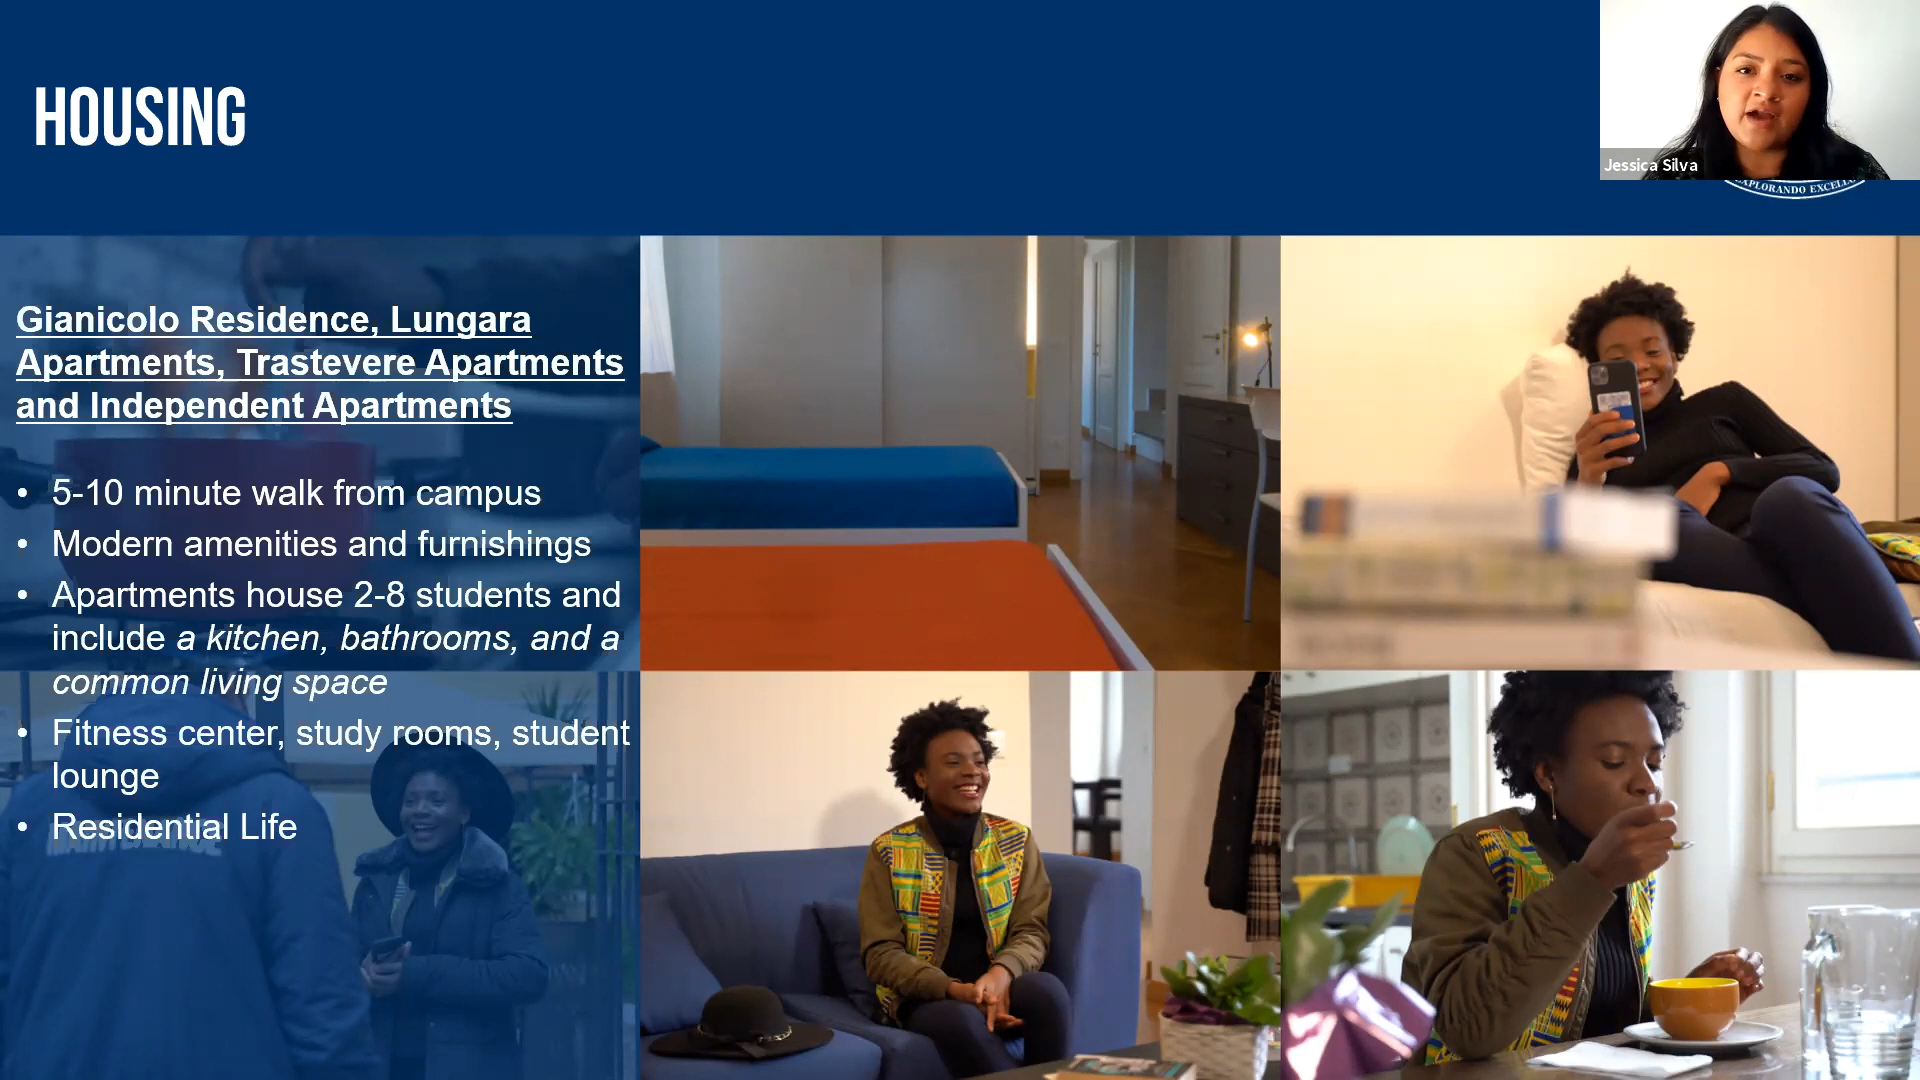 HOUSING
Jessica Silva
EXPLORANDO
Gianicolo Residence, Lungara
Apartments, Trastevere Apartments
and Independent Apartments
• 5-10 minute walk from campus
• Modern amenities and furnishings
• Apartments house 2-8 students and
include a kitchen, bathrooms, and a
common living space
• Fitness center, study rooms, student
lounge
• Residential Life
MAINTENANCE